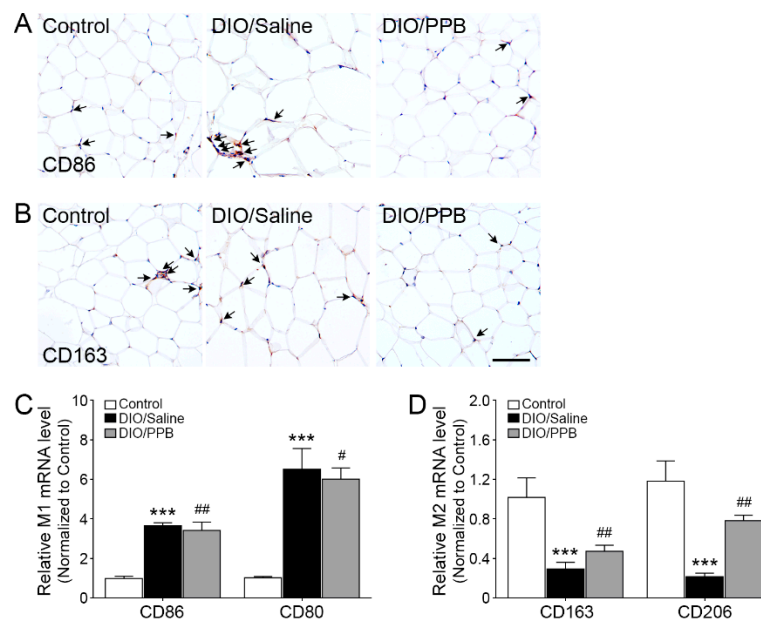 A
Control
DIO/Saline
DIO/PPB
CD86
B
Control
DIO/Saline
DIO/PPB
CD163
C
Relative M1 mRNA level
(Normalized to Control)
10
8
6
4
2
0
Control
DIO/Saline
DIO/PPB
***
##
***
#
CD86
CD80
D
Relative M2 mRNA level
(Normalized to Control)
2.0
1.6
1.2
0.8
0.4
0
Control
DIO/Saline
DIO/PPB
***
##
***
##
CD163
CD206